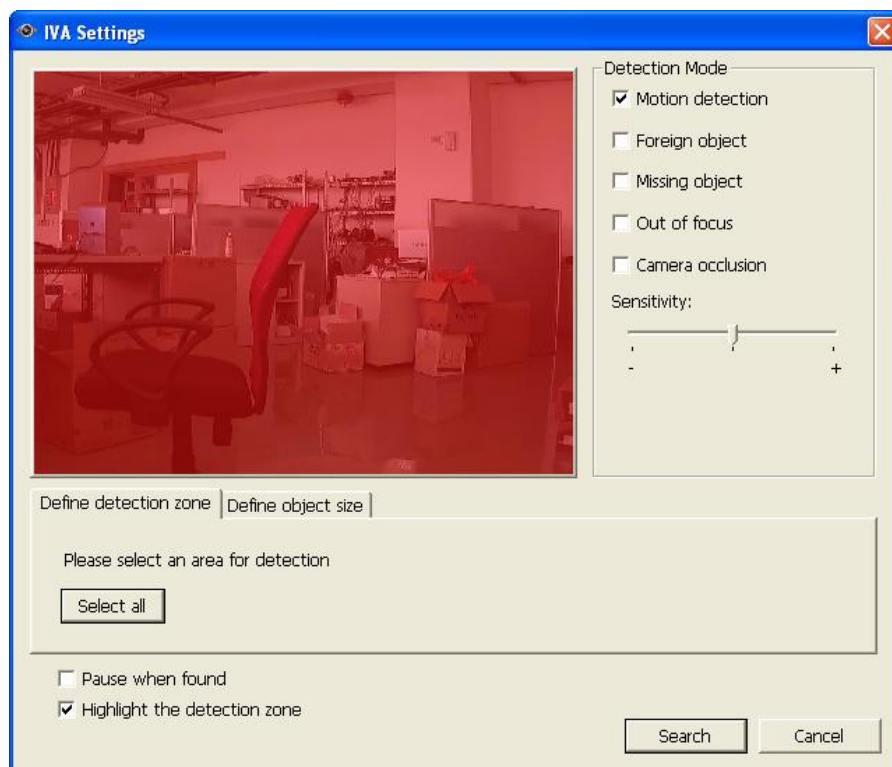 IVA Settings
Detection Mode
Motion detection
Foreign object
Missing object
Out of focus
Camera occlusion
Sensitivity:
- +
Define detection zone
Define object size
Please select an area for detection
Select all
Pause when found
Highlight the detection zone
Search
Cancel